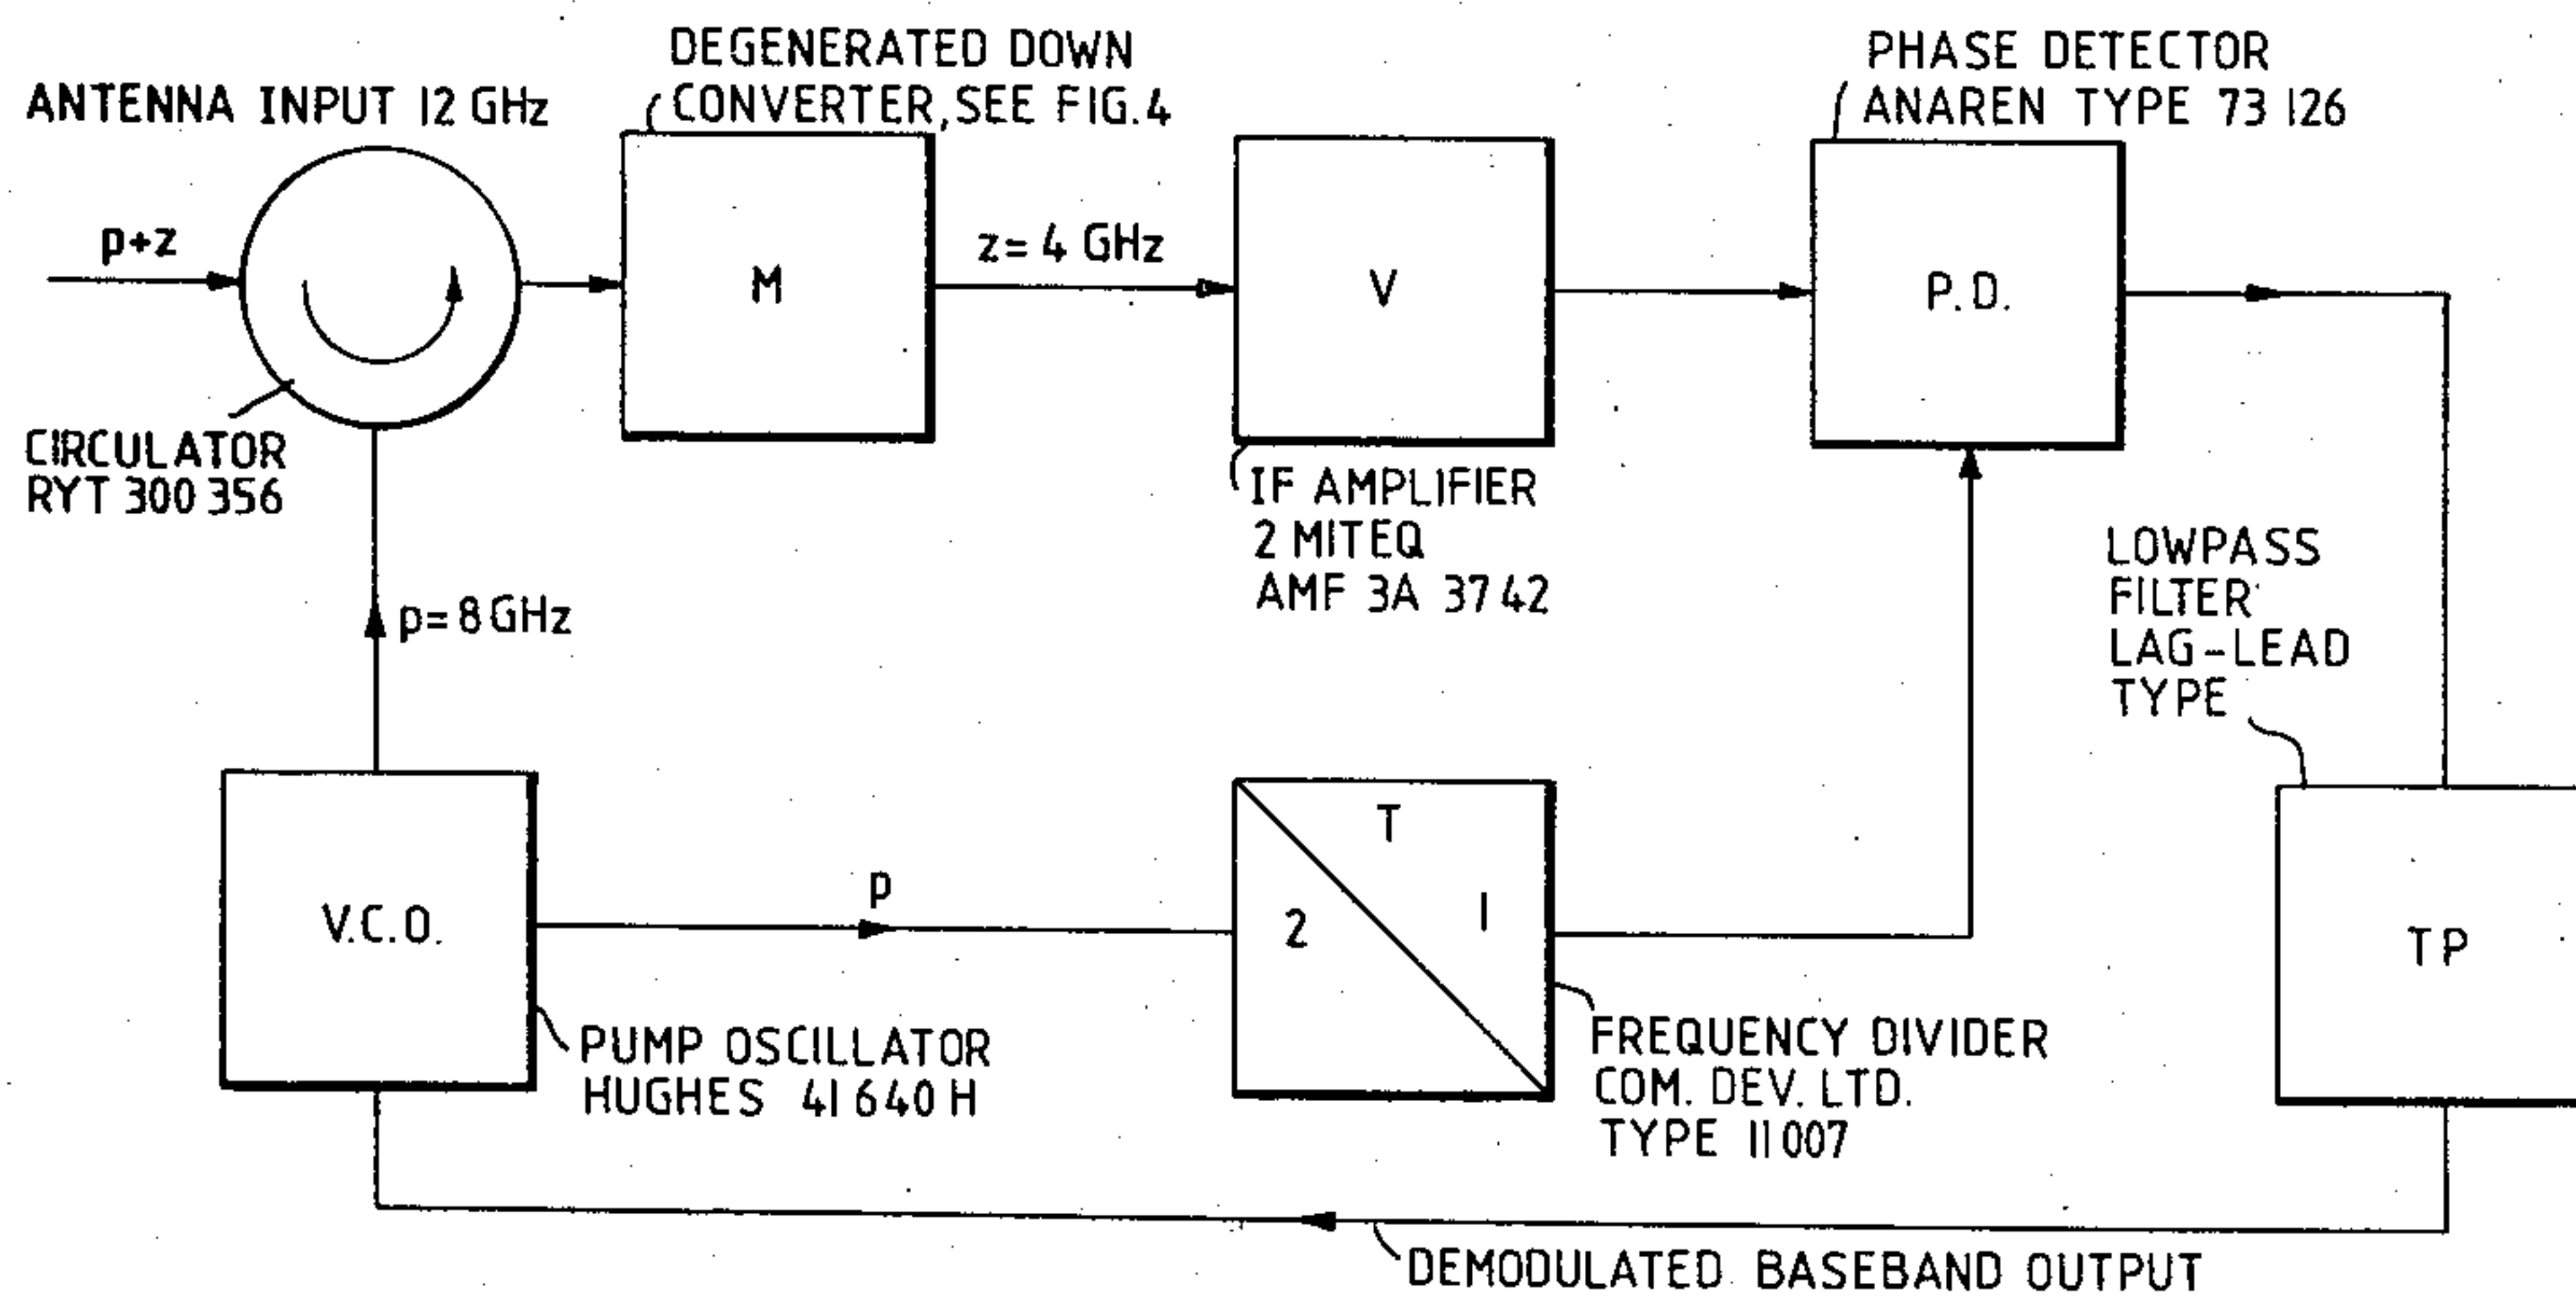 ANTENNA INPUT 12 GHz
DEGENERATED DOWN
CONVERTER, SEE FIG. 4
PHASE DETECTOR
ANAREN TYPE 73 126
p+z
M
z= 4 GHz
V
P.D.
CIRCULATOR
RYT 300 356
IF AMPLIFIER
2 MITEQ
AMF 3A 3742
p=8 GHz
LOWPASS
FILTER
LAG-LEAD
TYPE
V.C.O.
p
2
T
1
TP
PUMP OSCILLATOR
HUGHES 41 640 H
FREQUENCY DIVIDER
COM. DEV. LTD.
TYPE 11 007
DEMODULATED BASEBAND OUTPUT